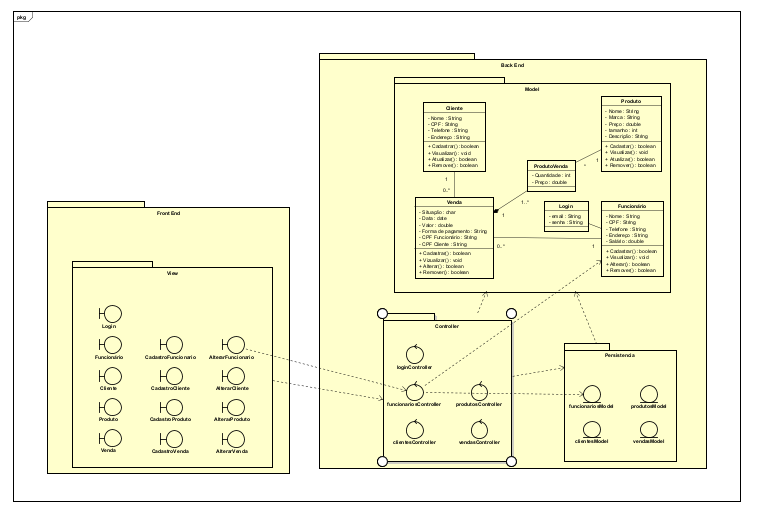 pkg
Back End
Model
Cliente
- Nome : String
- CPF : String
- Telefone : String
- Endereço : String
+ Cadastrar() : boolean
+ Visualizar() : void
+ Atualizar() : boolean
+ Remover() : boolean
Produto
- Nome : String
- Marca : String
- Preço : double
- tamanho : int
- Descrição : String
+ Cadastar() : boolean
+ Visualizar() : void
+ Atualizar() : boolean
+ Remover() : boolean
1
ProdutoVenda
- Quantidade : int
- Preço : double
1
0..*
1..*
1
Venda
- Situação : char
- Data : date
- Valor : double
- Forma de pagamento : String
- CPF Funcionário : String
- CPF Cliente : String
+ Cadastrar() : boolean
+ Visualizar() : void
+ Alterar() : boolean
+ Remover() : boolean
Login
- email : String
- senha : String
Funcionário
- Nome : String
- CPF : String
- Telefone : String
- Endereço : String
- Salário : double
+ Cadastrar() : boolean
+ Visualizar() : void
+ Alterar() : boolean
+ Remover() : boolean
0..*
1
Front End
View
Login
Funcionário
CadastroFuncionario
AlterarFuncionario
Cliente
CadastroCliente
AlterarCliente
Produto
CadastroProduto
AlterarProduto
Venda
CadastroVenda
AlterarVenda
Controller
loginController
funcionariosController
produtosController
clientesController
vendasController
Persistencia
funcionariosModel
produtosModel
clientesModel
vendasModel